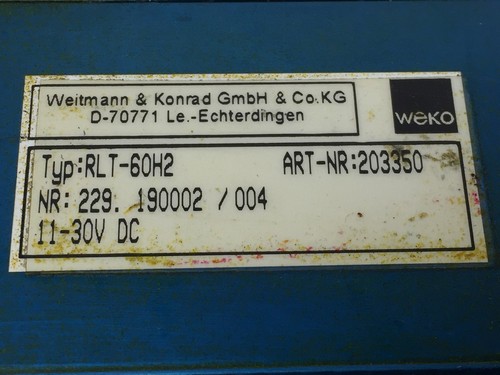 Weitmann & Konrad GmbH & Co.KG
D-70771 Le.-Echterdingen
weko
Typ:RLT-60H2 ART-NR:203350
NR: 229. 190002 /004
11-30V DC